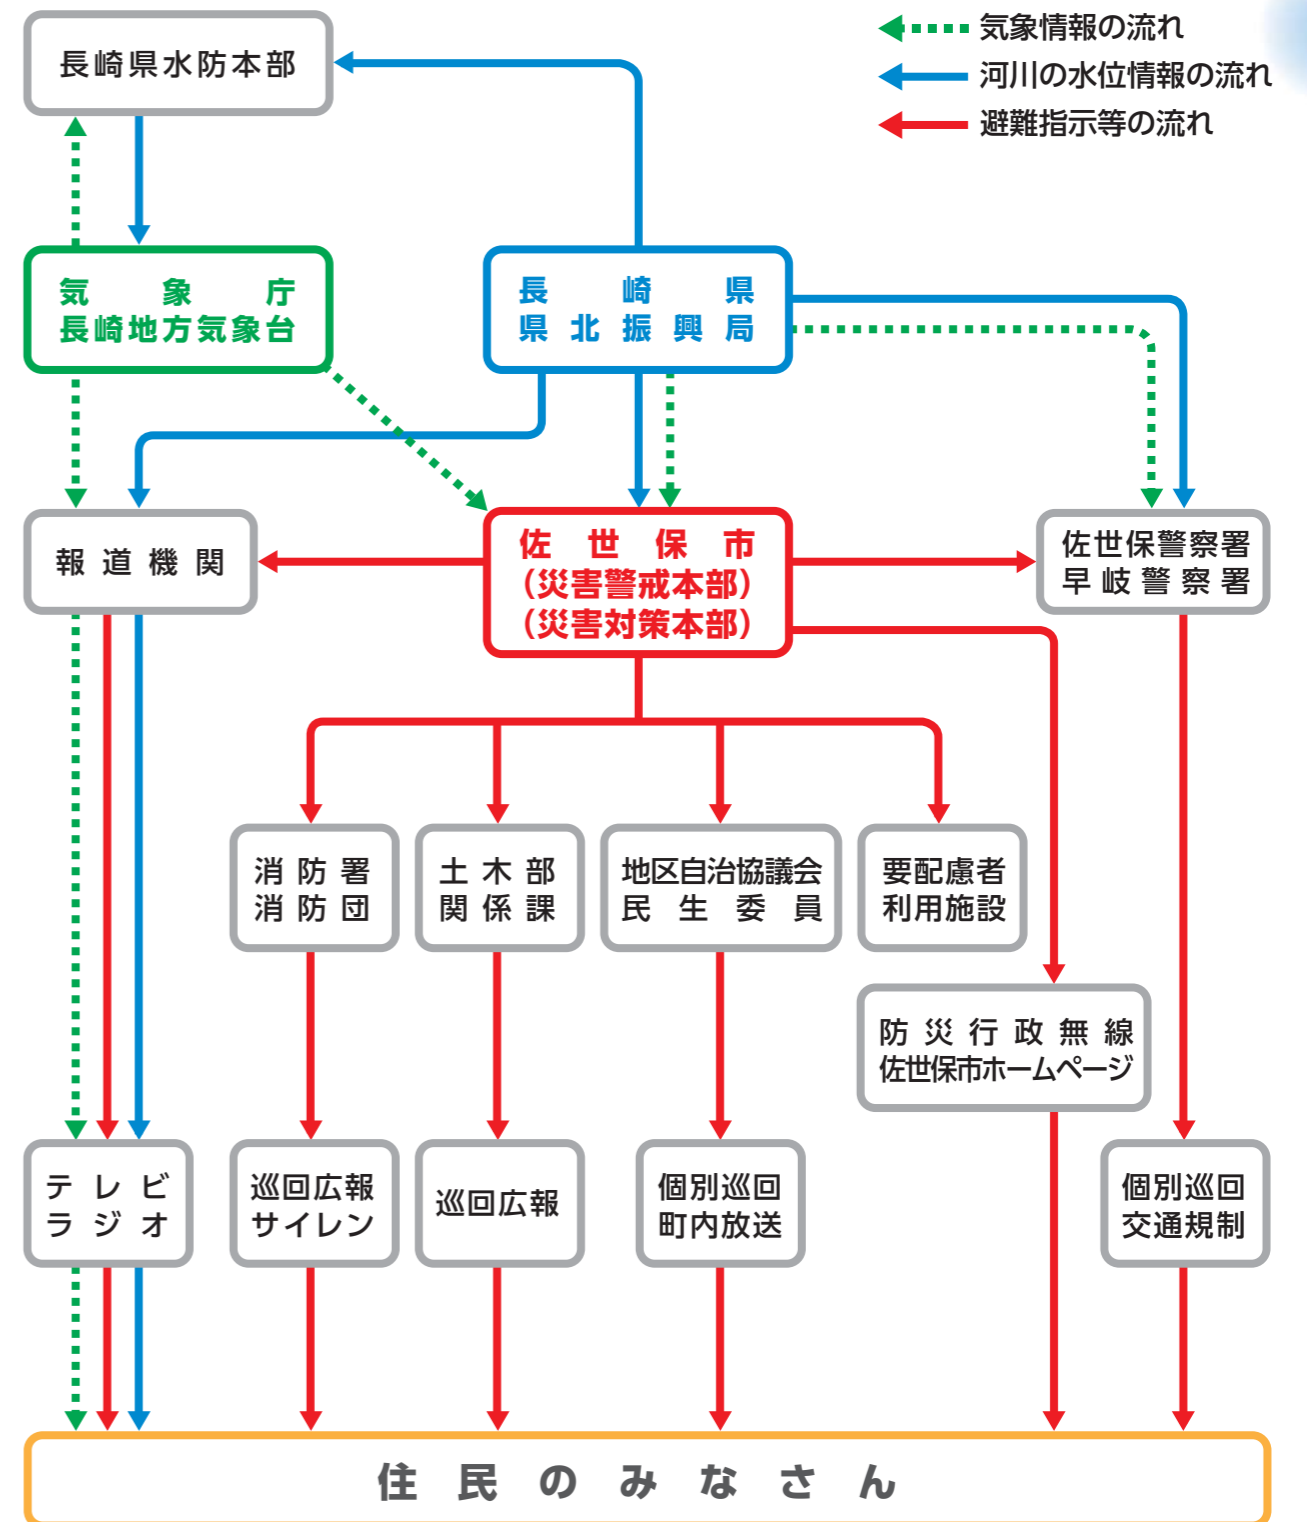 気象情報の流れ
河川の水位情報の流れ
避難指示等の流れ
長崎県水防本部
気象庁
長崎地方気象台
長崎県
県北振興局
報道機関
佐世保市
（災害警戒本部）
（災害対策本部）
佐世保警察署
早岐警察署
消防署
消防団
土木部
関係課
地区自治協議会
民生委員
要配慮者
利用施設
防災行政無線
佐世保市ホームページ
テレビ
ラジオ
巡回広報
サイレン
巡回広報
個別巡回
町内放送
個別巡回
交通規制
住民のみなさん